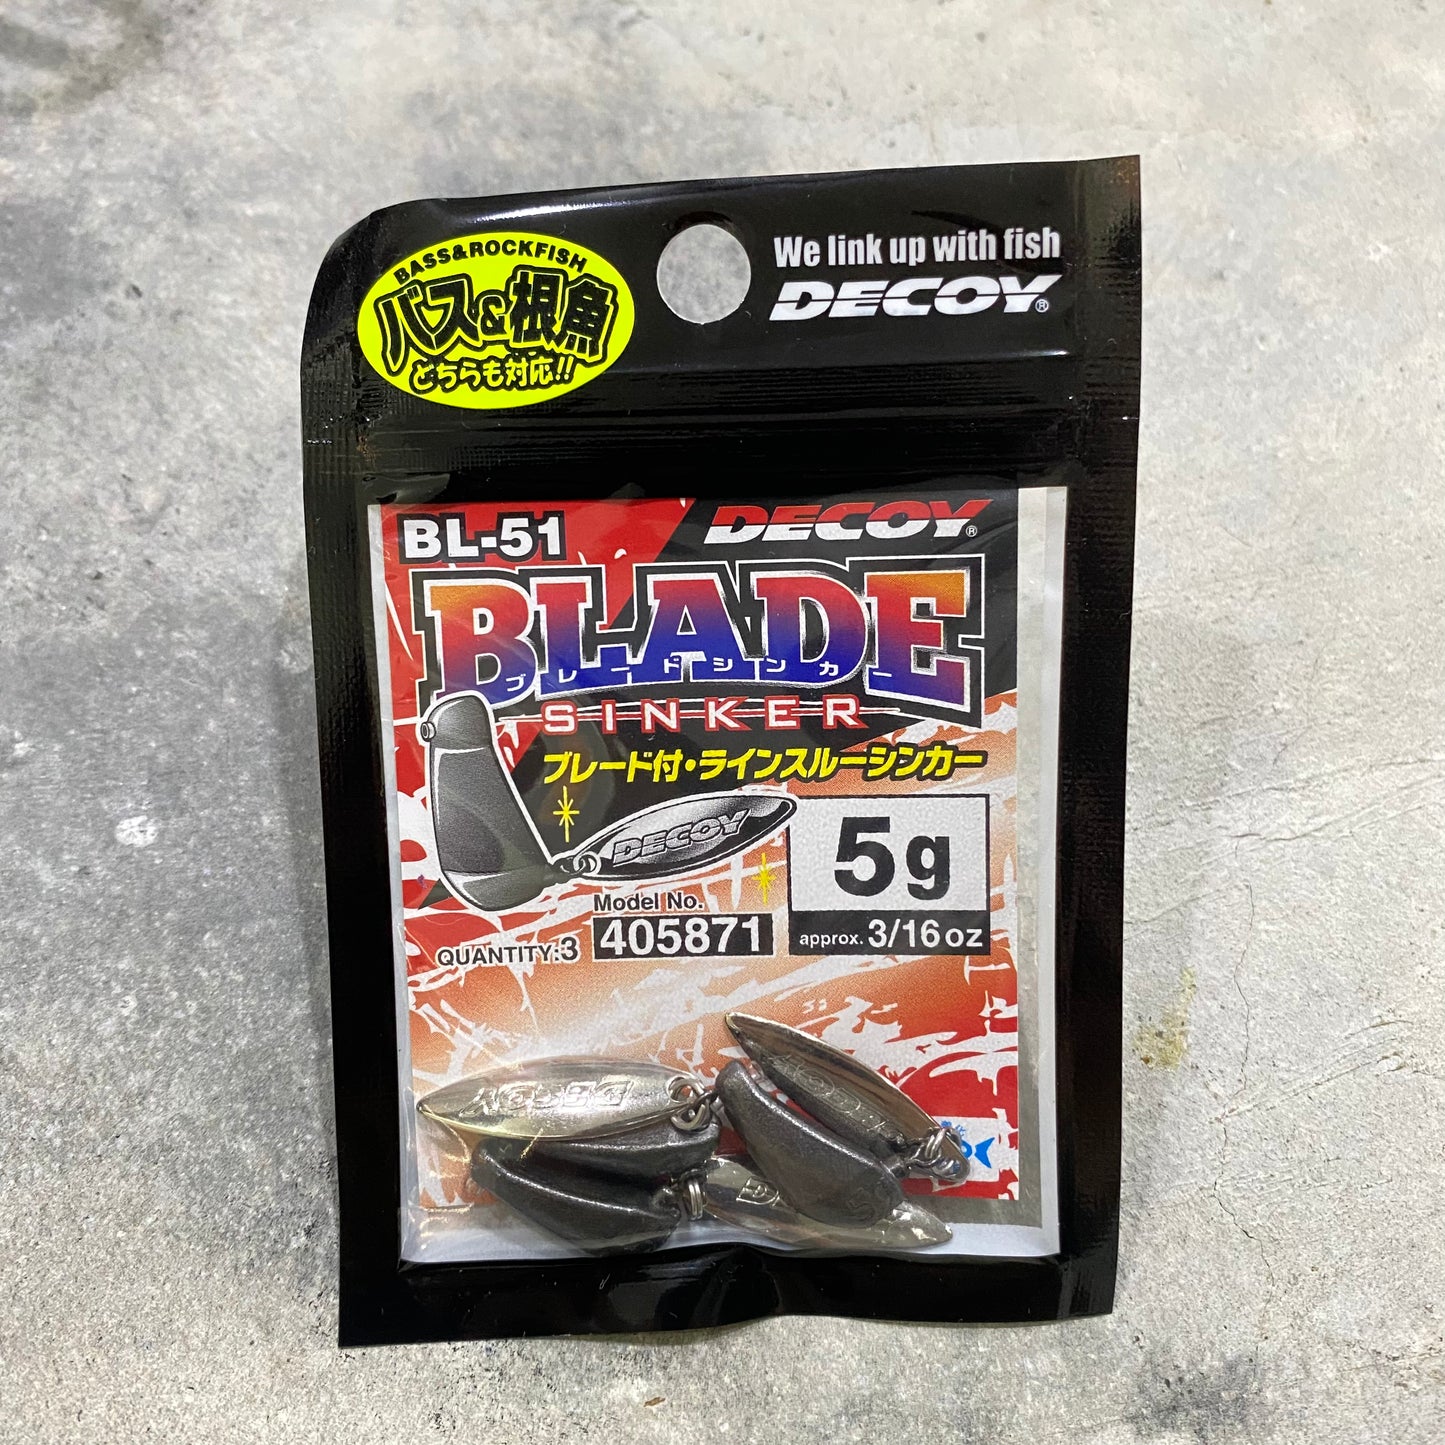 BASS&ROCKFISH
バス&根魚
どちらも対応!!
We link up with fish
DECOY®
BL-51
DECOY®
BLADE
ブレードシンカー
SINKER
ブレード付・ラインスルーシンカー
DECOY
5g
approx. 3/16oz
Model No.
405871
QUANTITY:3
DECOY